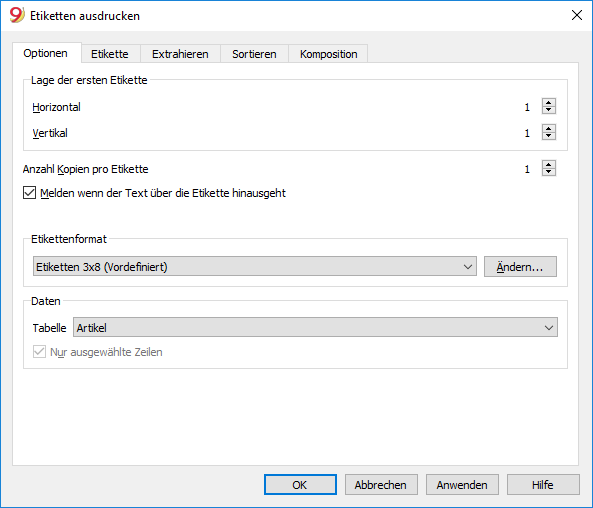 9 Etiketten ausdrucken
Optionen Etikette Extrahieren Sortieren Komposition
Lage der ersten Etikette
Horizontal 1
Vertikal 1
Anzahl Kopien pro Etikette 1
Melden wenn der Text über die Etikette hinausgeht
Etikettenformat
Etiketten 3x8 (Vordefiniert) Ändern...
Daten
Tabelle Artikel
Nur ausgewählte Zeilen
OK Abbrechen Anwenden Hilfe